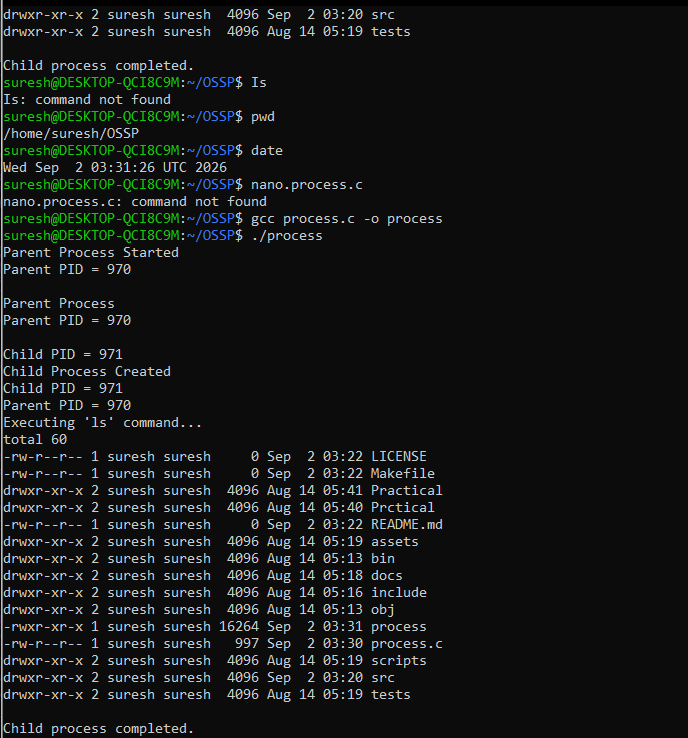 drwxr-xr-x 2 suresh suresh  4096 Sep  2 03:20 src
drwxr-xr-x 2 suresh suresh  4096 Aug 14 05:19 tests

Child process completed.
suresh@DESKTOP-QCI8C9M:~/OSSP$ Is
Is: command not found
suresh@DESKTOP-QCI8C9M:~/OSSP$ pwd
/home/suresh/OSSP
suresh@DESKTOP-QCI8C9M:~/OSSP$ date
Wed Sep  2 03:31:26 UTC 2026
suresh@DESKTOP-QCI8C9M:~/OSSP$ nano.process.c
nano.process.c: command not found
suresh@DESKTOP-QCI8C9M:~/OSSP$ gcc process.c -o process
suresh@DESKTOP-QCI8C9M:~/OSSP$ ./process
Parent Process Started
Parent PID = 970

Parent Process
Parent PID = 970

Child PID = 971
Child Process Created
Child PID = 971
Parent PID = 970
Executing 'ls' command...
total 60
-rw-r--r-- 1 suresh suresh     0 Sep  2 03:22 LICENSE
-rw-r--r-- 1 suresh suresh     0 Sep  2 03:22 Makefile
drwxr-xr-x 2 suresh suresh  4096 Aug 14 05:41 Practical
drwxr-xr-x 2 suresh suresh  4096 Aug 14 05:40 Prctical
-rw-r--r-- 1 suresh suresh     0 Sep  2 03:22 README.md
drwxr-xr-x 2 suresh suresh  4096 Aug 14 05:19 assets
drwxr-xr-x 2 suresh suresh  4096 Aug 14 05:13 bin
drwxr-xr-x 2 suresh suresh  4096 Aug 14 05:18 docs
drwxr-xr-x 2 suresh suresh  4096 Aug 14 05:16 include
drwxr-xr-x 2 suresh suresh  4096 Aug 14 05:13 obj
-rwxr-xr-x 1 suresh suresh 16264 Sep  2 03:31 process
-rw-r--r-- 1 suresh suresh   997 Sep  2 03:30 process.c
drwxr-xr-x 2 suresh suresh  4096 Aug 14 05:19 scripts
drwxr-xr-x 2 suresh suresh  4096 Sep  2 03:20 src
drwxr-xr-x 2 suresh suresh  4096 Aug 14 05:19 tests

Child process completed.